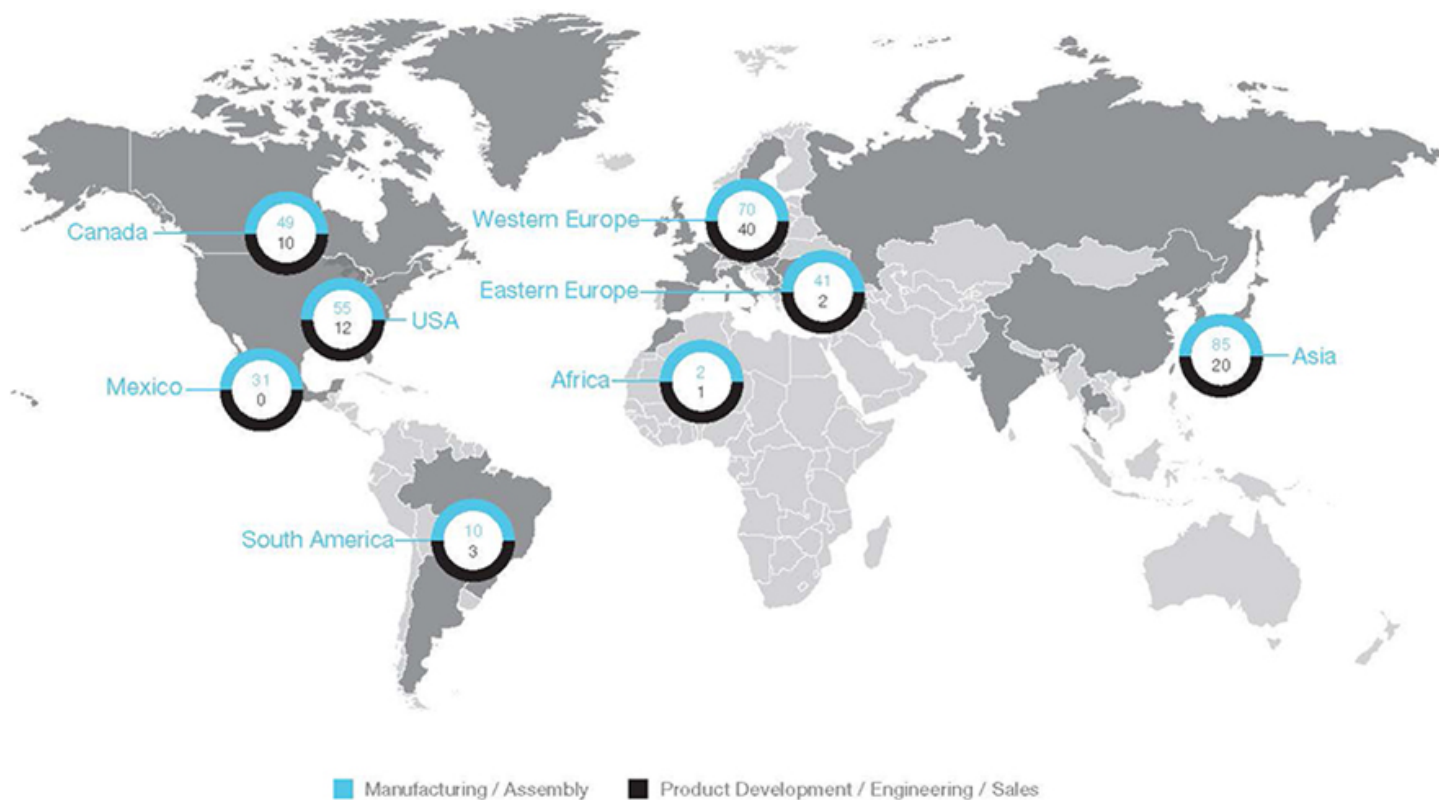 Canada
49
10
Western Europe
70
40
Eastern Europe
41
2
USA
55
12
Mexico
31
0
Africa
2
1
Asia
85
20
South America
10
3
Manufacturing / Assembly
Product Development / Engineering / Sales